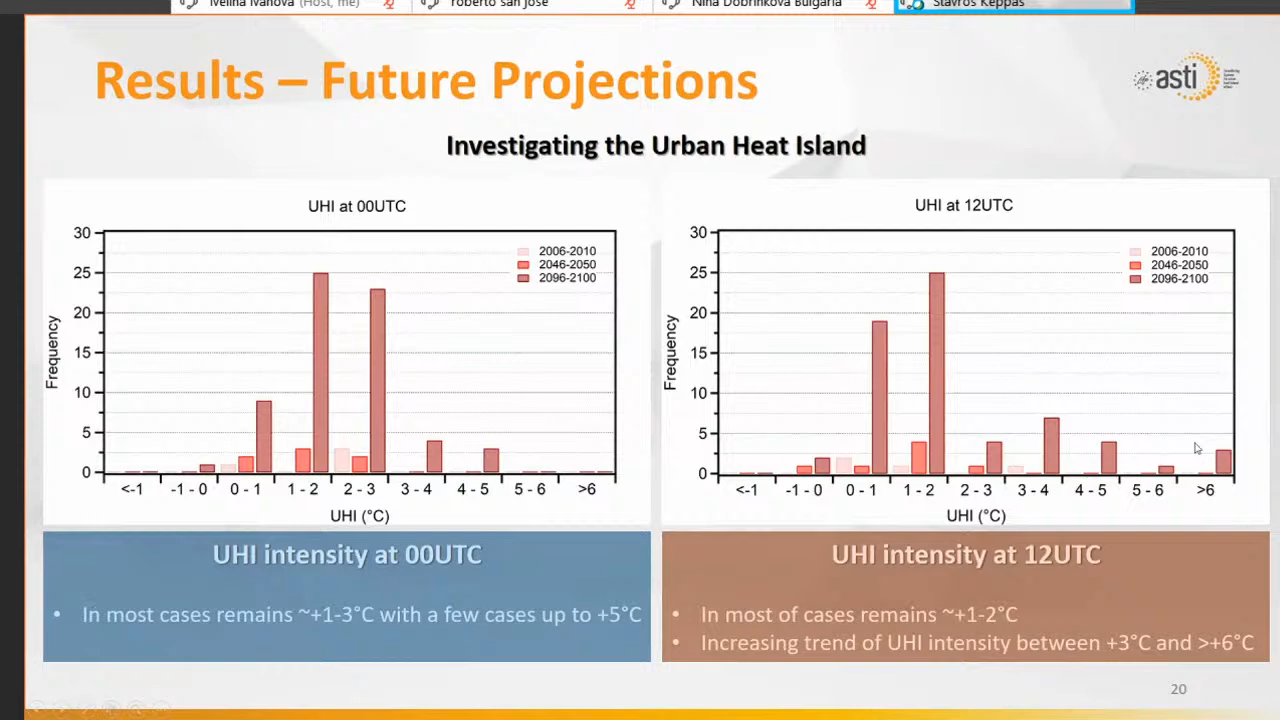 Ivelina Ivanova (Host, me)
roberto san jose
Nina Dobrinkova Bulgaria
Stavros Keppas
Results – Future Projections
asti
Investigating the Urban Heat Island
UHI at 00UTC
30
25
20
15
10
5
0
Frequency
2006-2010
2046-2050
2096-2100
<-1
-1 - 0
0 - 1
1 - 2
2 - 3
3 - 4
4 - 5
5 - 6
>6
UHI (°C)
UHI at 12UTC
30
25
20
15
10
5
0
Frequency
2006-2010
2046-2050
2096-2100
<-1
-1 - 0
0 - 1
1 - 2
2 - 3
3 - 4
4 - 5
5 - 6
>6
UHI (°C)
UHI intensity at 00UTC
• In most cases remains ~+1-3°C with a few cases up to +5°C
UHI intensity at 12UTC
• In most of cases remains ~+1-2°C
• Increasing trend of UHI intensity between +3°C and >+6°C
20